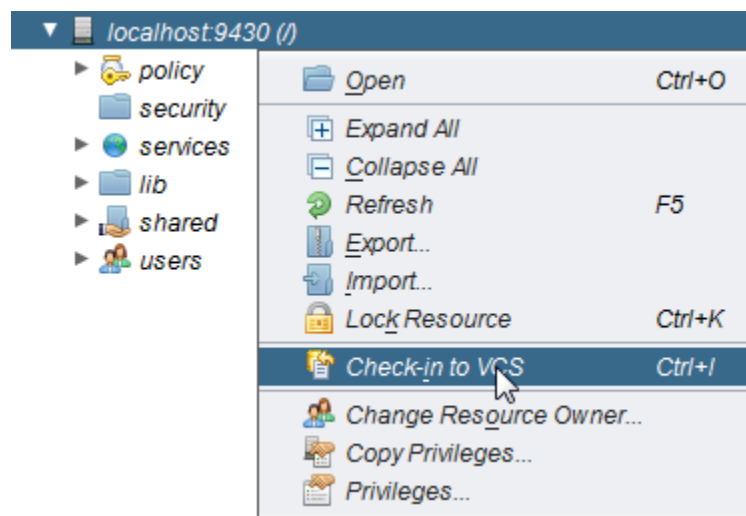 localhost:9430 (/)
policy
security
services
lib
shared
users
Open Ctrl+O
Expand All
Collapse All
Refresh F5
Export...
Import...
Lock Resource Ctrl+K
Check-in to VCS Ctrl+I
Change Resource Owner...
Copy Privileges...
Privileges...